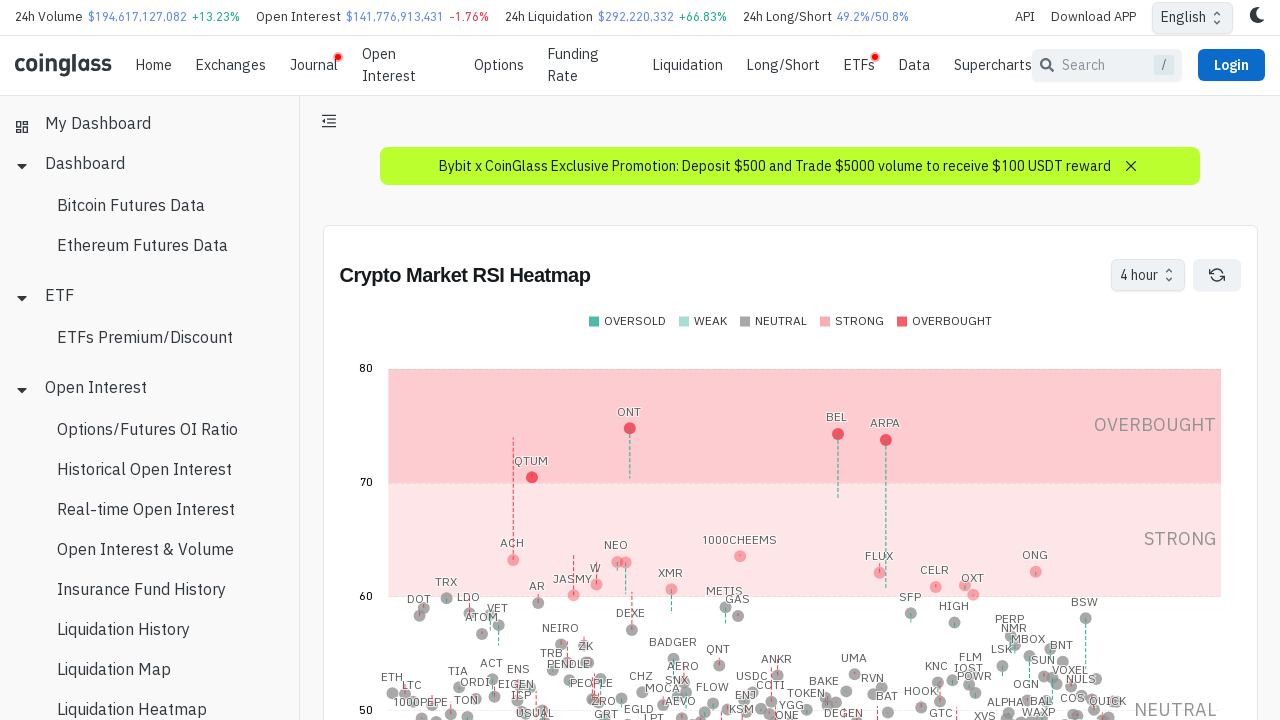 24h Volume $194,617,127,082 +13.23% Open Interest $141,776,913,431 -1.76% 24h Liquidation $292,220,332 +66.83% 24h Long/Short 49.2%/50.8% API Download APP English
coinglass Home Exchanges Journal Open Interest Options Funding Rate Liquidation Long/Short ETFs Data Supercharts Search / Login
My Dashboard
Dashboard
Bitcoin Futures Data
Ethereum Futures Data
ETF
ETFs Premium/Discount
Open Interest
Options/Futures OI Ratio
Historical Open Interest
Real-time Open Interest
Open Interest & Volume
Insurance Fund History
Liquidation History
Liquidation Map
Liquidation Heatmap
Bybit x CoinGlass Exclusive Promotion: Deposit $500 and Trade $5000 volume to receive $100 USDT reward
Crypto Market RSI Heatmap 4 hour
OVERSOLD WEAK NEUTRAL STRONG OVERBOUGHT
80
ONT BEL ARPA OVERBOUGHT
QTUM
70
ACH NEO 1000CHEEMS STRONG
W FLUX ONG
JASMY XMR CELR OXT
TRX AR METIS
60
DOT LDO GAS SFP BSW
VET HIGH
ATOM DEXE PERP
NEIRO NMR
BADGER MBOX
ZK QNT LSK BNT
TRB ANKR UMA FLM SUN
ACT ENS PENDLE AERO KNC IOST VOXEL
ETH TIA CHZ SNX USDC RVN POWR NULS
LTC ORDI EIGEN PEOPLE MOCA FLOW CQTI BAKE OGN
1000PEPE TON ICP ZRO AEVO ENJ TOKEN BAT HOOK ALPHA BAL COS QUICK
50 USUAL GRT EGLD LPT KSM YGG ONE DEGEN GTC XVS WAXP NEUTRAL